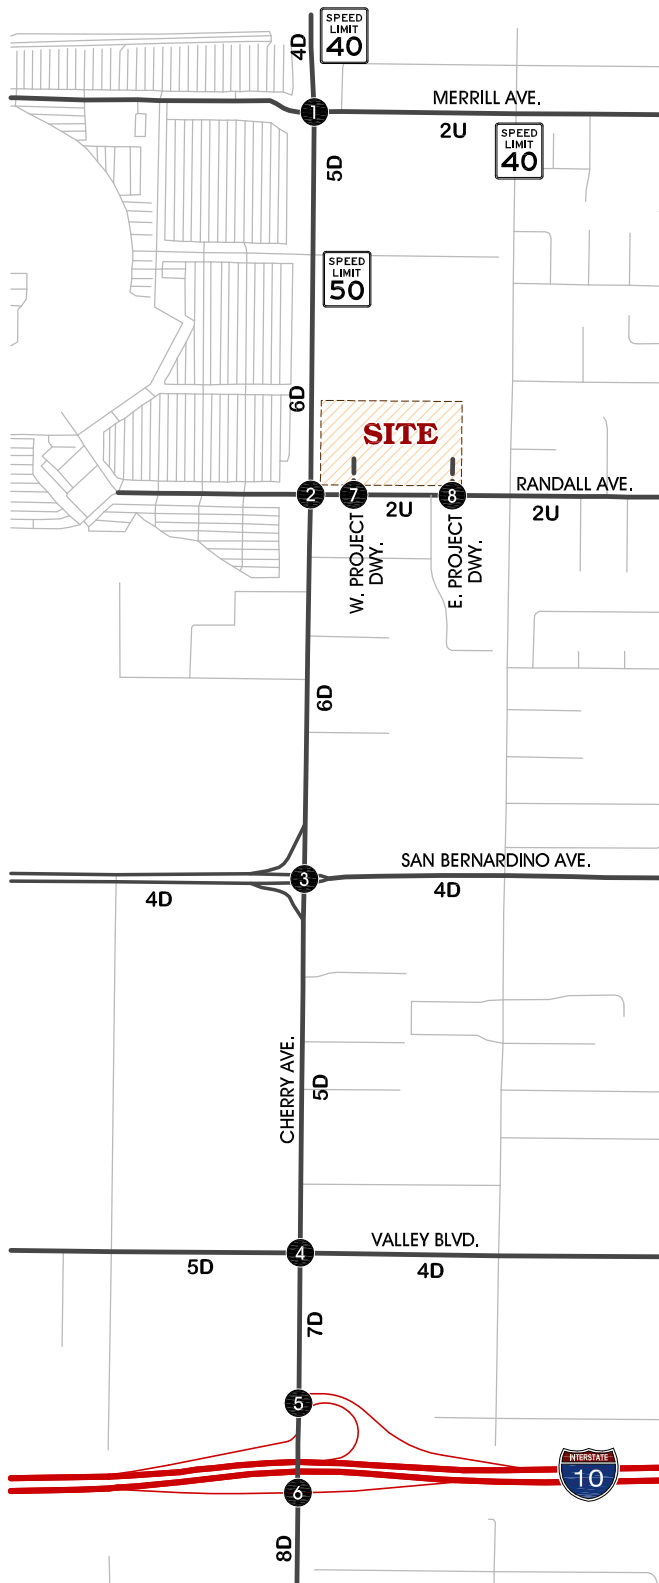 4D
SPEED
LIMIT
40
MERRILL AVE.
1
2U
SPEED
LIMIT
40
5D
SPEED
LIMIT
50
6D
SITE
RANDALL AVE.
2
7
8
2U
2U
W. PROJECT
DWY.
E. PROJECT
DWY.
6D
SAN BERNARDINO AVE.
3
4D
4D
CHERRY AVE.
5D
VALLEY BLVD.
4
5D
4D
7D
5
INTERSTATE
10
6
8D